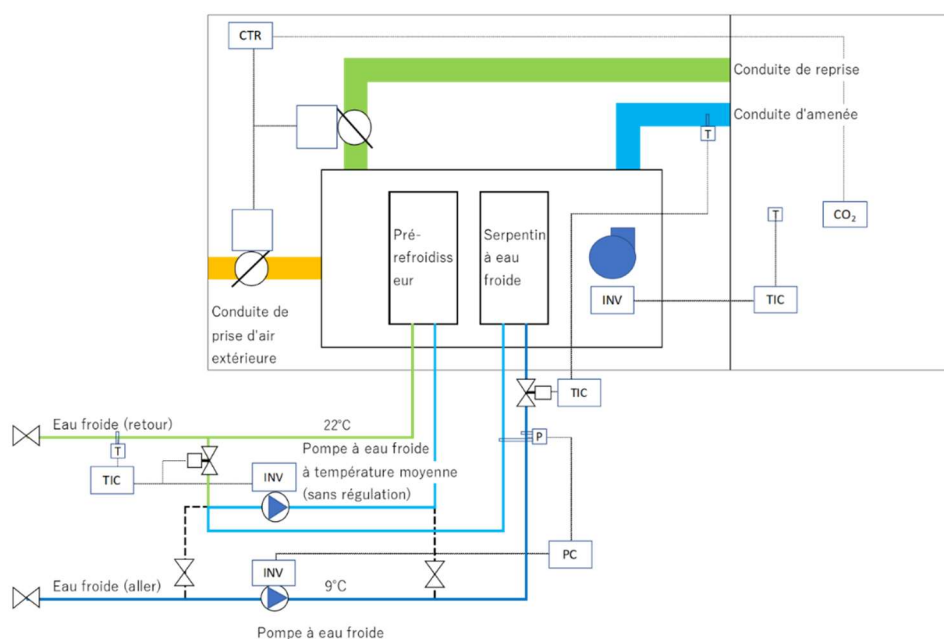 CTR
Conduite de reprise
Conduite d'amenée
T
T
CO₂
Pré-
refroidiss
eur
Serpentin
à eau
froide
INV
TIC
Conduite de
prise d'air
extérieure
TIC
Eau froide (retour)
22°C
P
T
Pompe à eau froide
à température moyenne
(sans régulation)
TIC
INV
PC
INV
Eau froide (aller)
9°C
Pompe à eau froide